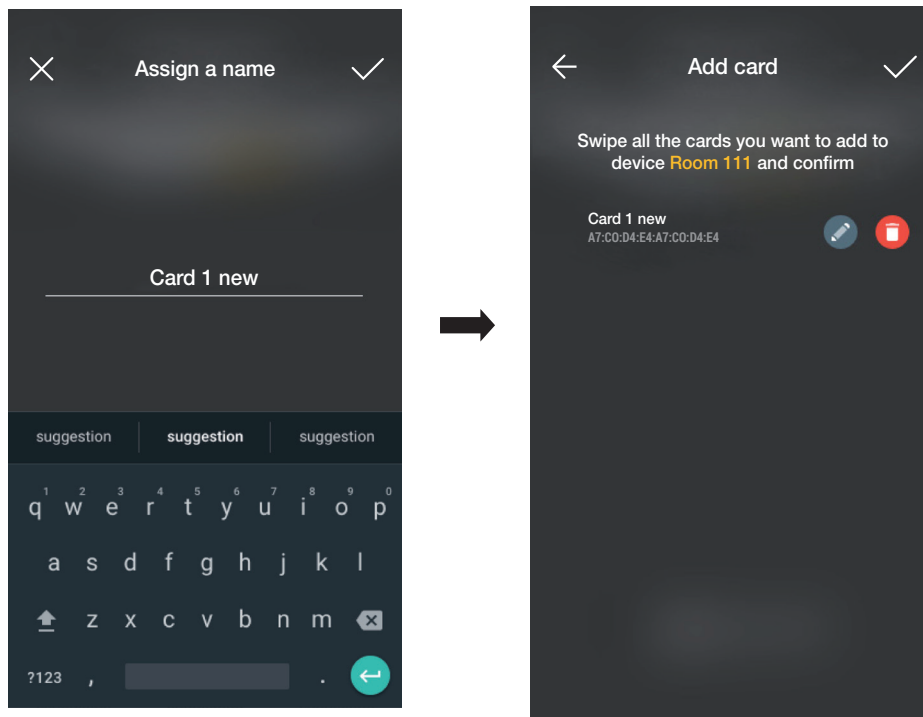 Assign a name
Card 1 new
suggestion suggestion suggestion
1 2 3 4 5 6 7 8 9 0
q w e r t y u i o p
a s d f g h j k l
z x c v b n m
?123 , .
Add card
Swipe all the cards you want to add to
device Room 111 and confirm
Card 1 new
A7:C0:D4:E4:A7:C0:D4:E4